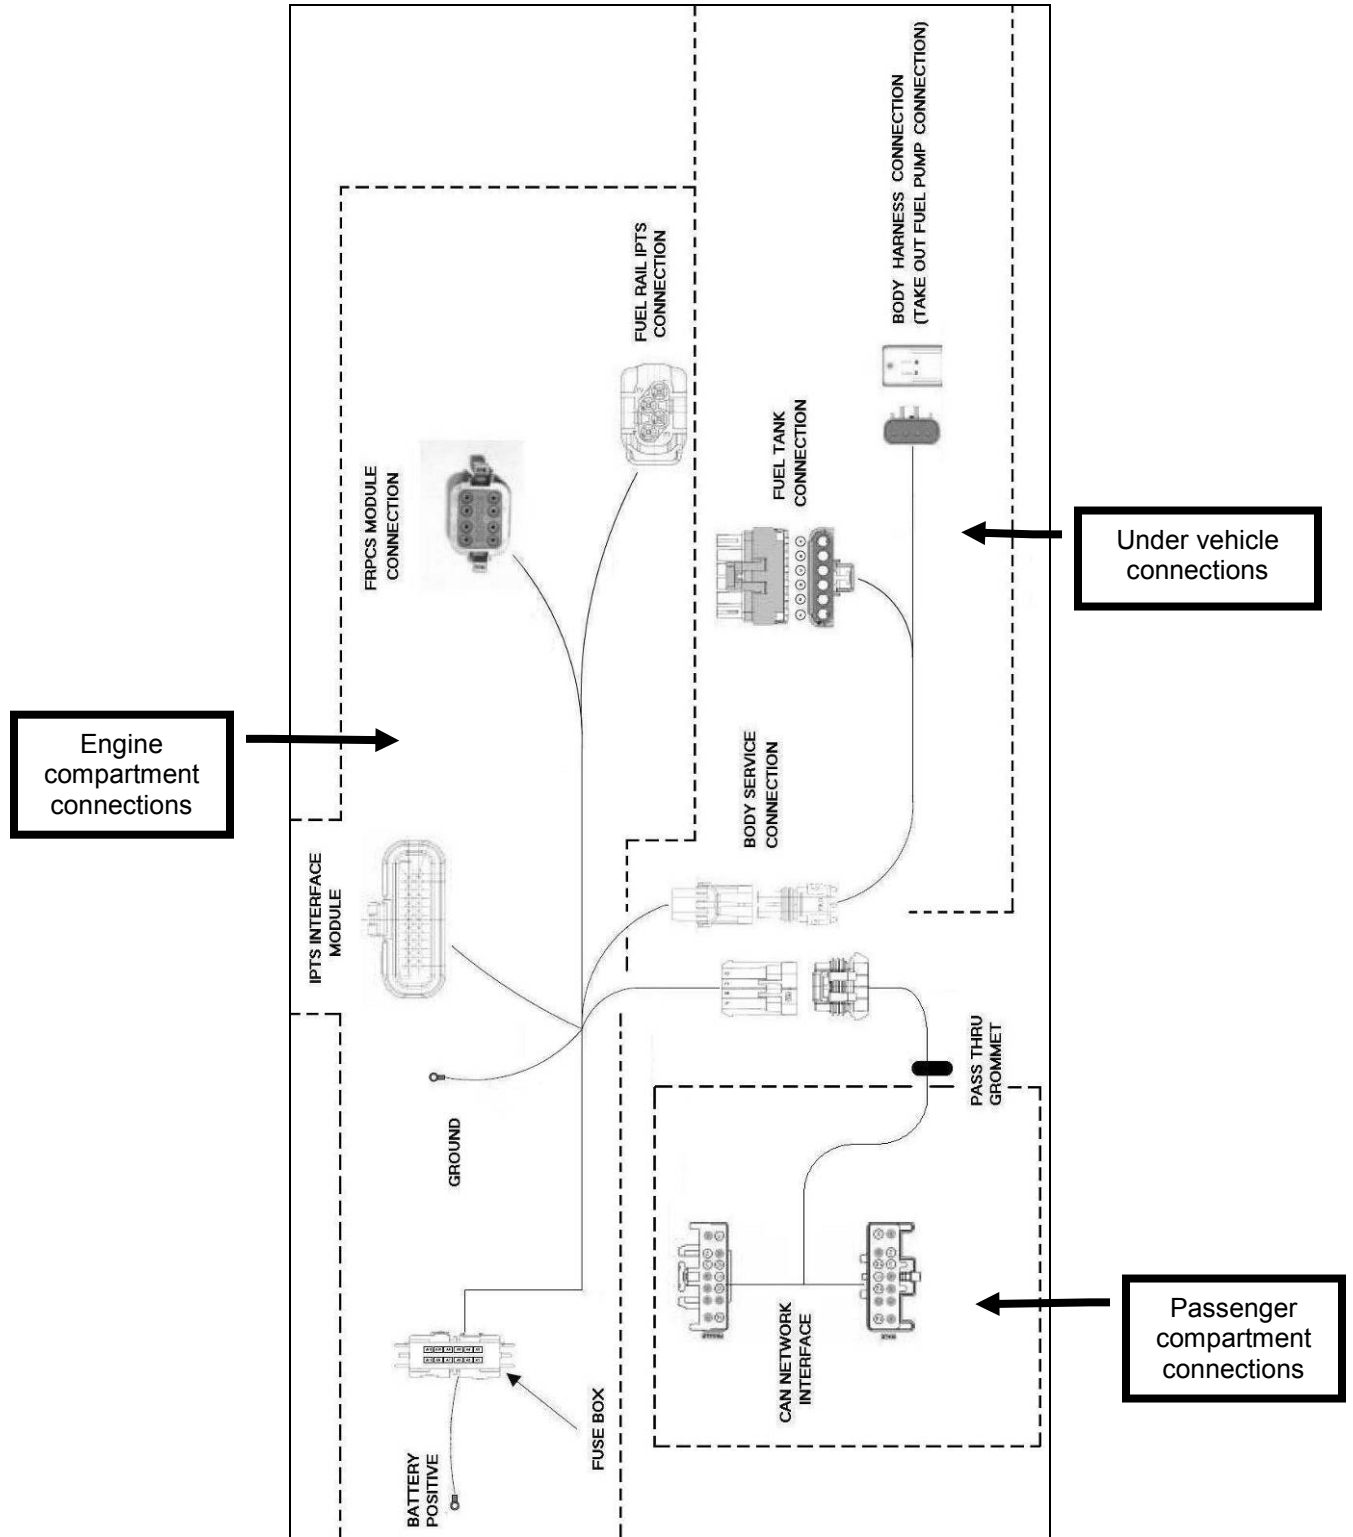 BODY HARNESS CONNECTION
(TAKE OUT FUEL PUMP CONNECTION)
FUEL RAIL IPTS
CONNECTION
FRPCS MODULE
CONNECTION
FUEL TANK
CONNECTION
Under vehicle
connections
Engine
compartment
connections
BODY SERVICE
CONNECTION
IPTS INTERFACE
MODULE
PASS THRU
GROMMET
GROUND
CAN NETWORK
INTERFACE
Passenger
compartment
connections
FUSE BOX
BATTERY
POSITIVE